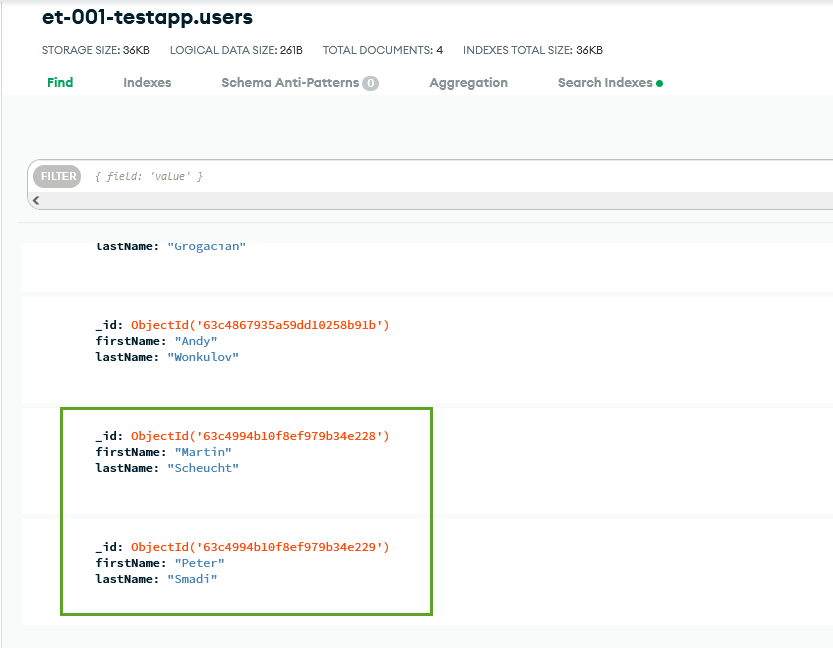 et-001-testapp.users
STORAGE SIZE: 36KB LOGICAL DATA SIZE: 261B TOTAL DOCUMENTS: 4 INDEXES TOTAL SIZE: 36KB
Find Indexes Schema Anti-Patterns 0 Aggregation Search Indexes
FILTER { field: 'value' }
lastName: "Grogacian"
_id: ObjectId('63c4867935a59dd10258b91b')
firstName: "Andy"
lastName: "Wonkulov"
_id: ObjectId('63c4994b10f8ef979b34e228')
firstName: "Martin"
lastName: "Scheucht"
_id: ObjectId('63c4994b10f8ef979b34e229')
firstName: "Peter"
lastName: "Smadi"